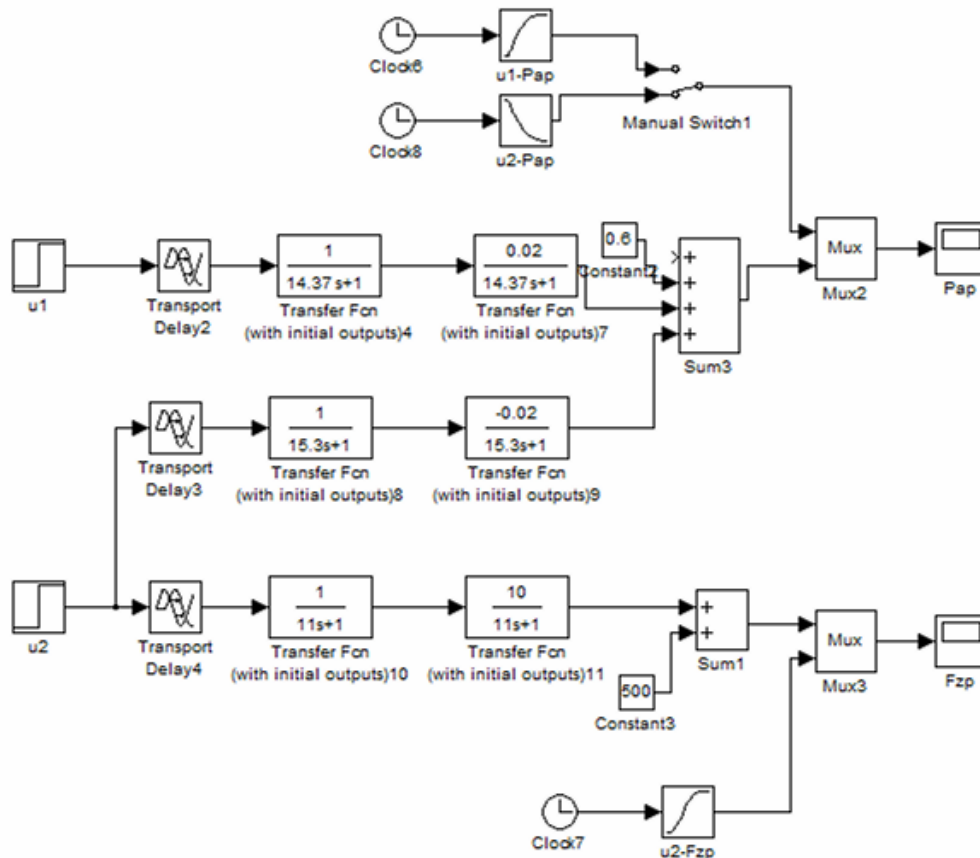 Clock6
u1-Pap
Clock8
u2-Pap
Manual Switch1
u1
Transport
Delay2
1
14.37s+1
Transfer Fcn
(with initial outputs)4
0.02
14.37s+1
Transfer Fcn
(with initial outputs)7
0.6
Constant2
+
+
+
+
Sum3
Mux
Mux2
Pap
Transport
Delay3
1
15.3s+1
Transfer Fcn
(with initial outputs)8
-0.02
15.3s+1
Transfer Fcn
(with initial outputs)9
u2
Transport
Delay4
1
11s+1
Transfer Fcn
(with initial outputs)10
10
11s+1
Transfer Fcn
(with initial outputs)11
+
+
Sum1
500
Constant3
Mux
Mux3
Fzp
Clock7
u2-Fzp